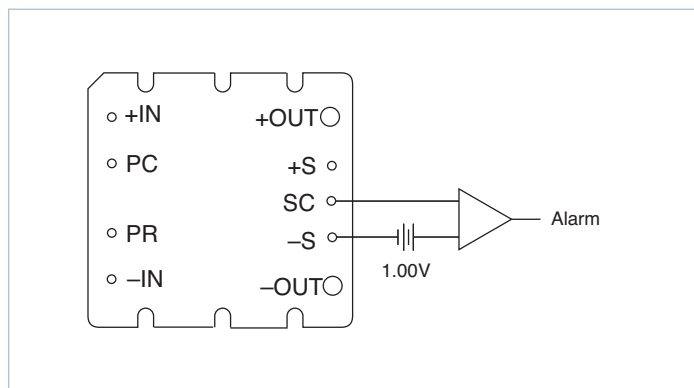 +IN
+OUT
PC
+S
SC
PR
–S
Alarm
1.00V
–IN
–OUT